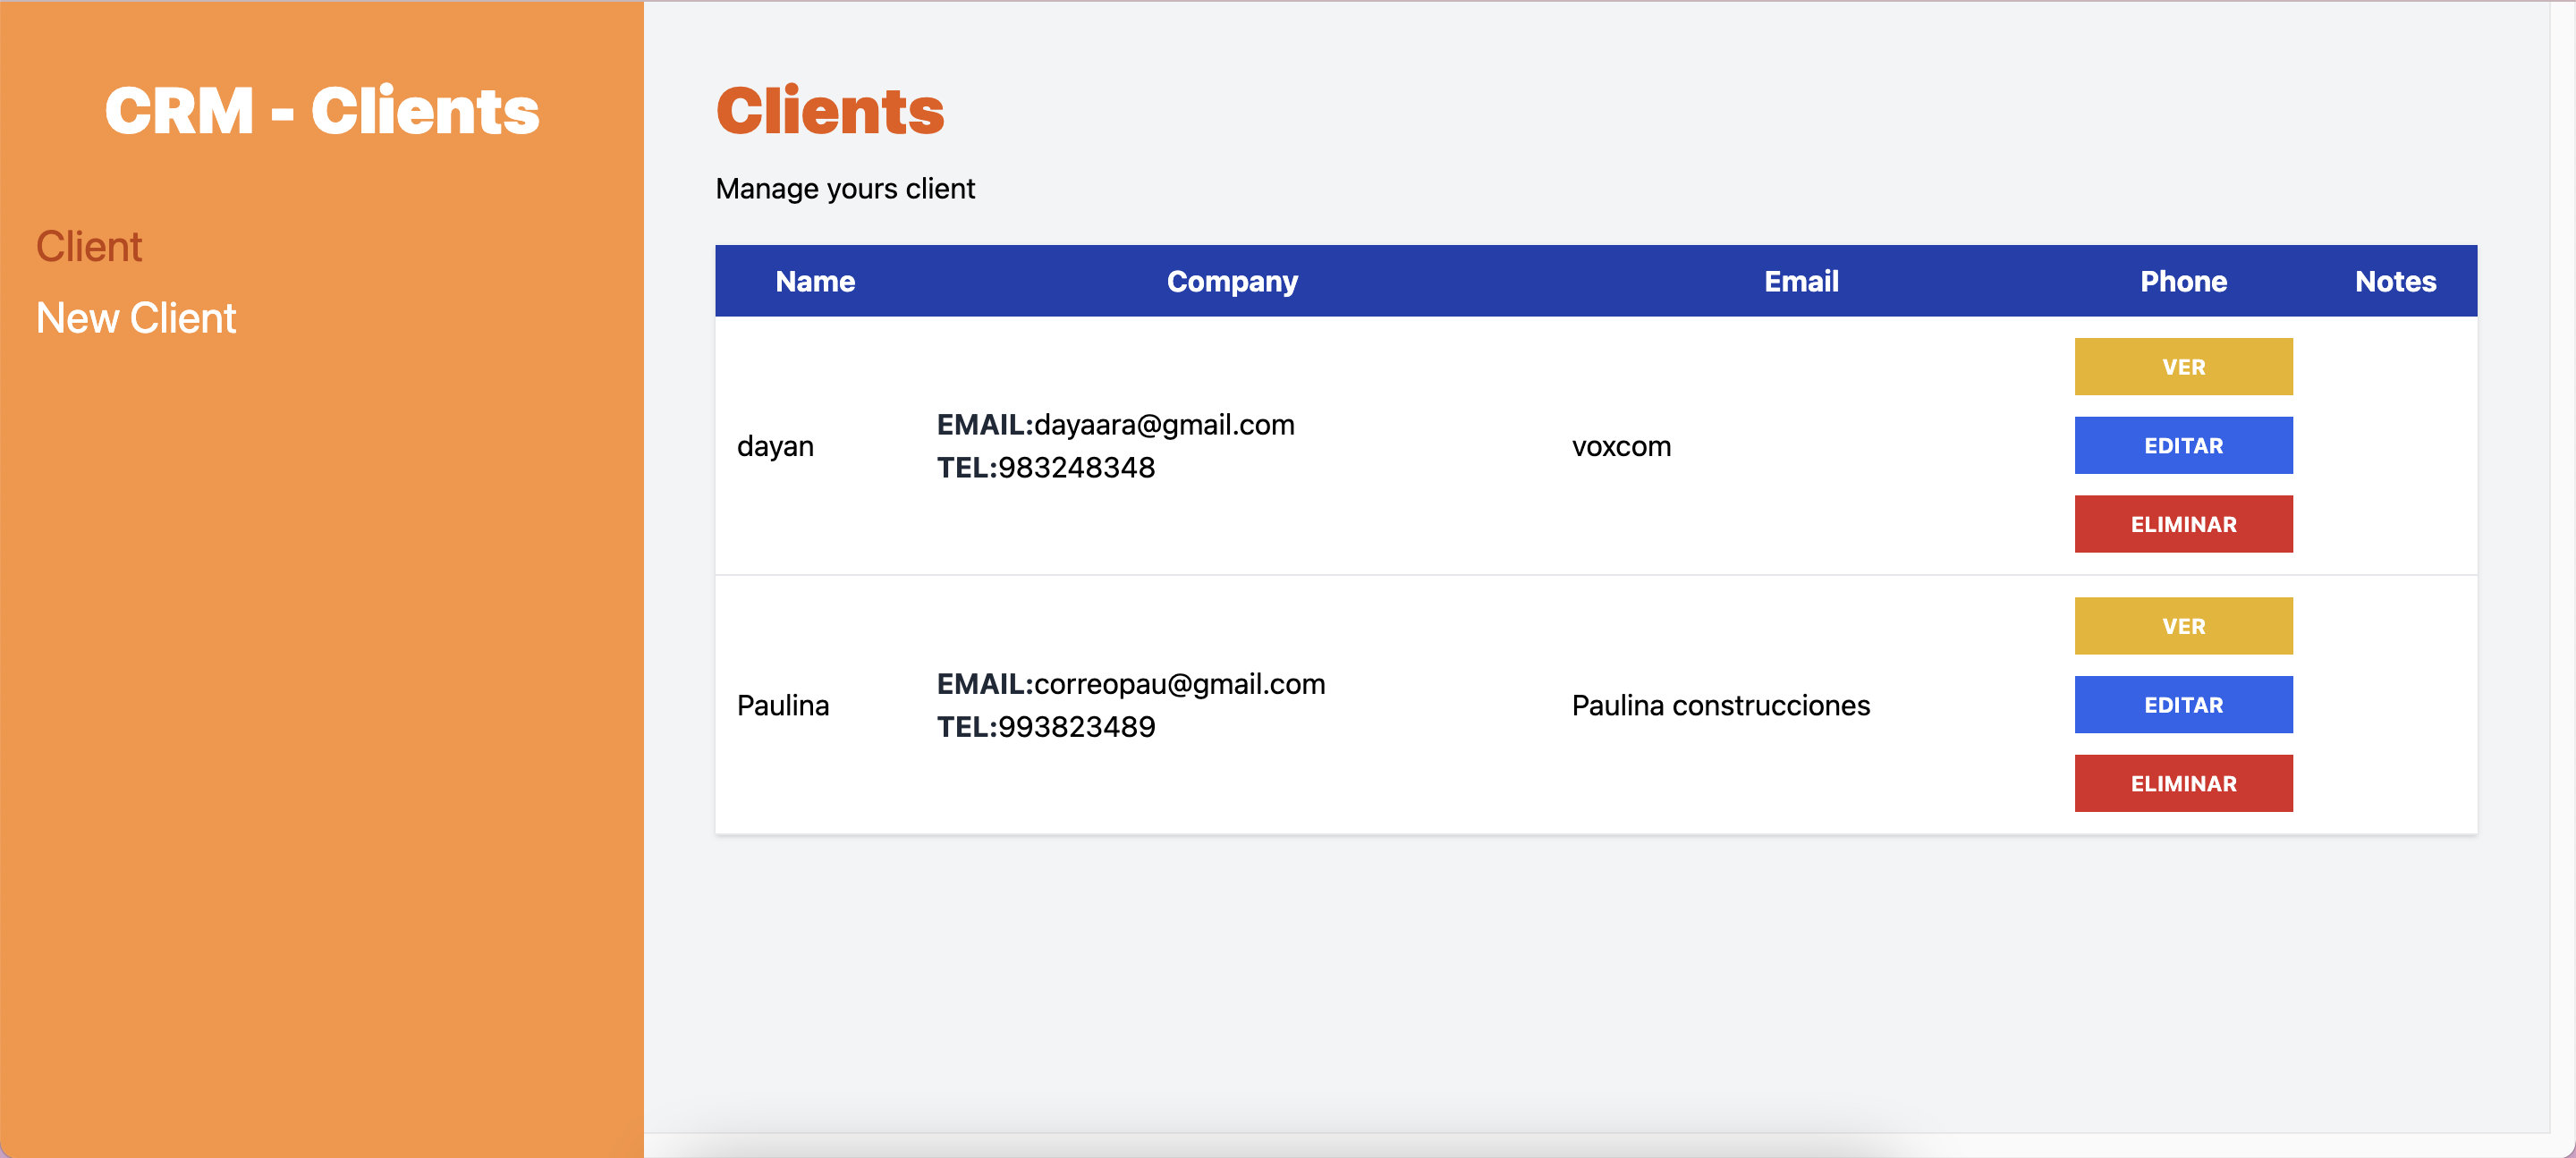 CRM - Clients
Client
New Client
Clients
Manage yours client
Name Company Email Phone Notes
dayan
EMAIL:dayaara@gmail.com
TEL:983248348
voxcom
VER
EDITAR
ELIMINAR
Paulina
EMAIL:correopau@gmail.com
TEL:993823489
Paulina construcciones
VER
EDITAR
ELIMINAR